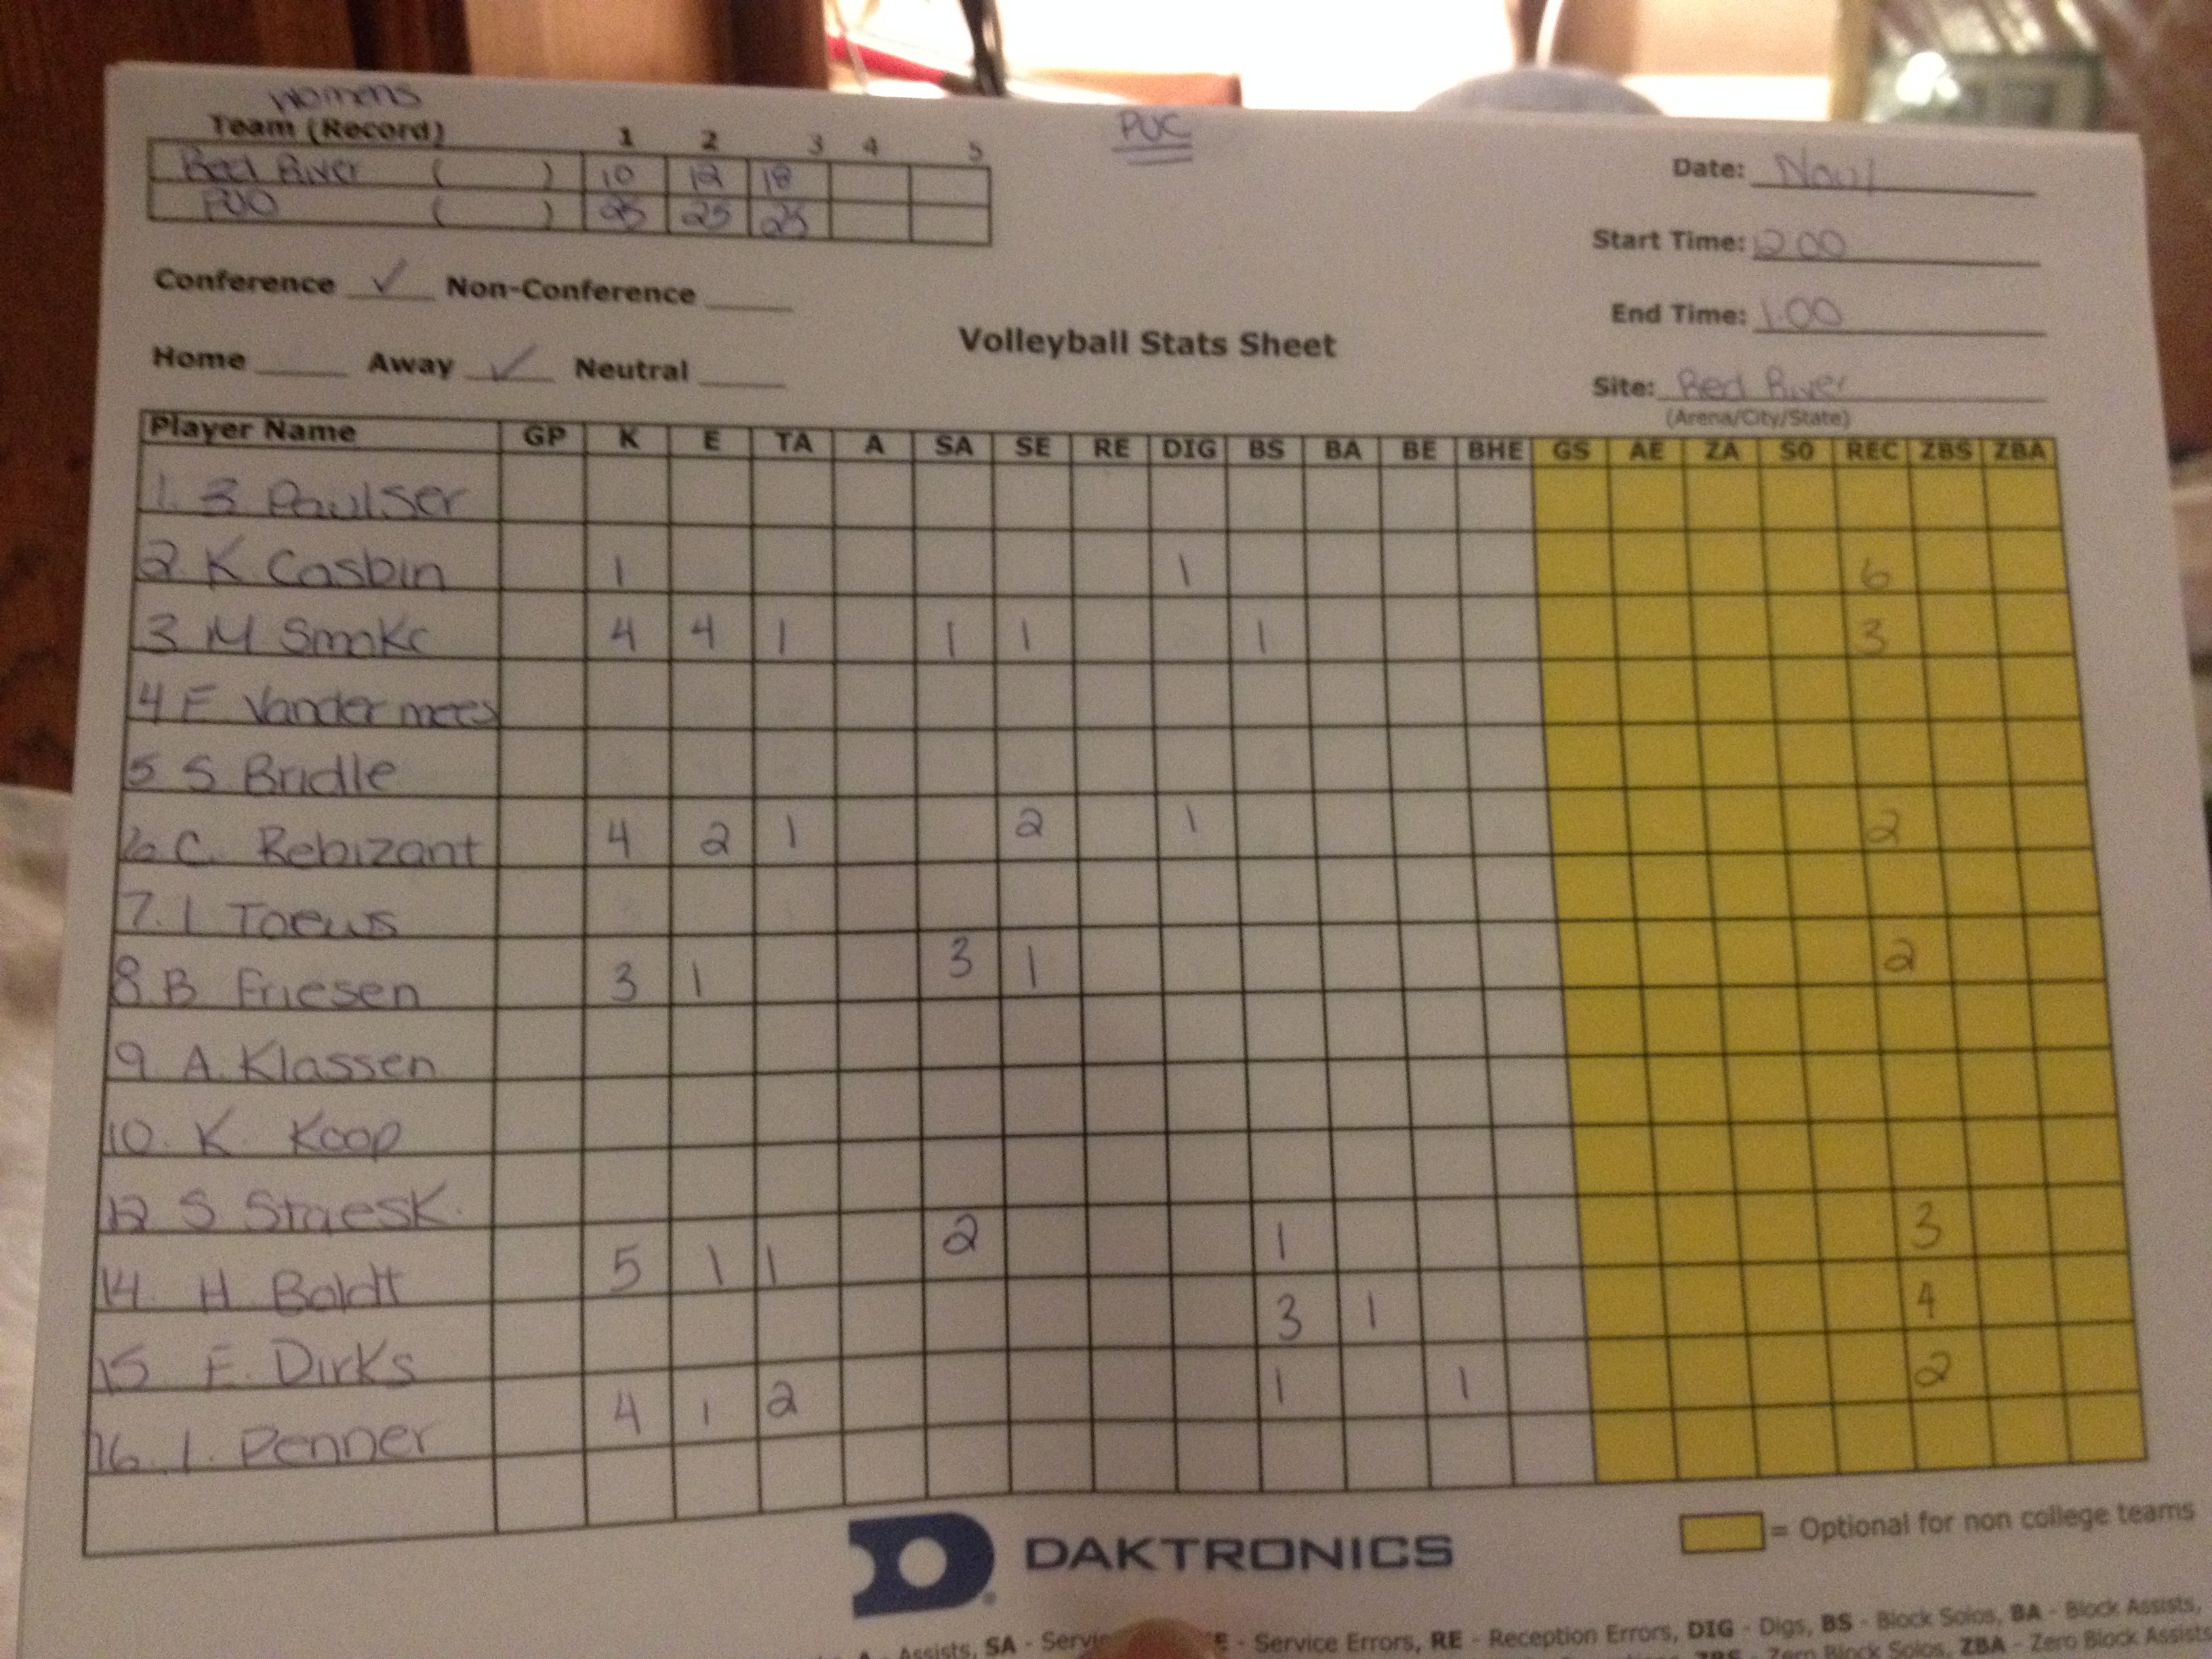 Womens
Team (Record) 1 2 3 4 5
Red River ( ) 10 12 18
PUC ( ) 25 25 25
PUC
Date: Nov 1
Start Time: 12 00
End Time: 1.00
Site: Red River
(Arena/City/State)
Conference ✓ Non-Conference
Home Away ✓ Neutral
Volleyball Stats Sheet
Player Name GP K E TA A SA SE RE DIG BS BA BE BHE GS AE ZA SO REC ZBS ZBA
1. B Paulser
2. K Casbin 1 1 6
3 M Smoke 4 4 1 1 1 1 3
4 E Vandermees
5 S Bridle
6 C. Rebizant 4 2 1 2 1 2
7. I Toews
8. B Friesen 3 1 3 1 2
9. A. Klassen
10. K. Koop
12 S Staesk.
14. H. Boldt 5 1 1 2 1 3
15 E. Dirks 3 1 4
16. I. Penner 4 1 2 1 1 2
DAKTRONICS
= Optional for non college teams
Assists, SA - Service - Service Errors, RE - Reception Errors, DIG - Digs, BS - Block Solos, BA - Block Assists,
Zero Block Solos, ZBA - Zero Block Assists